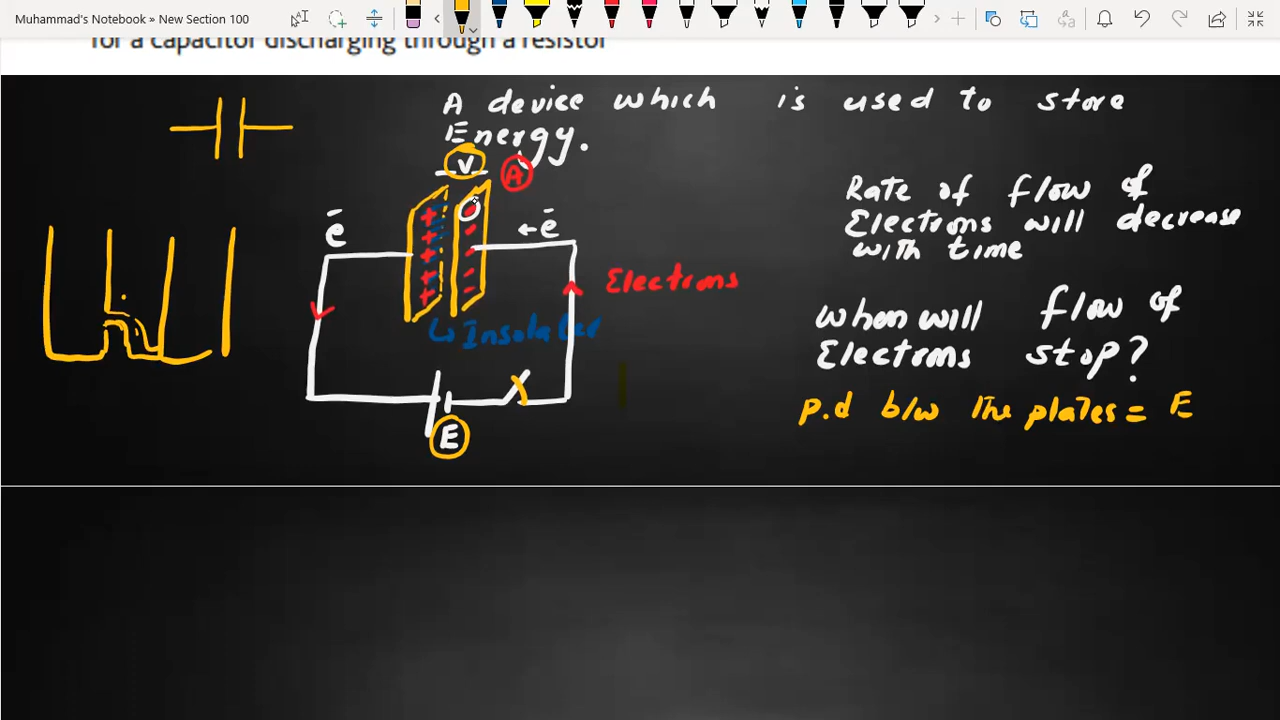 Muhammad's Notebook » New Section 100
for a capacitor discharging through a resistor
A device which is used to store
Energy.
V
A
ē
←ē
+
+
+
+
+
-
-
-
-
-
Electrons
Insolater
E
Rate of flow of
Electrons will decrease
with time
When will flow of
Electrons stop?
p.d b/w The plates = E